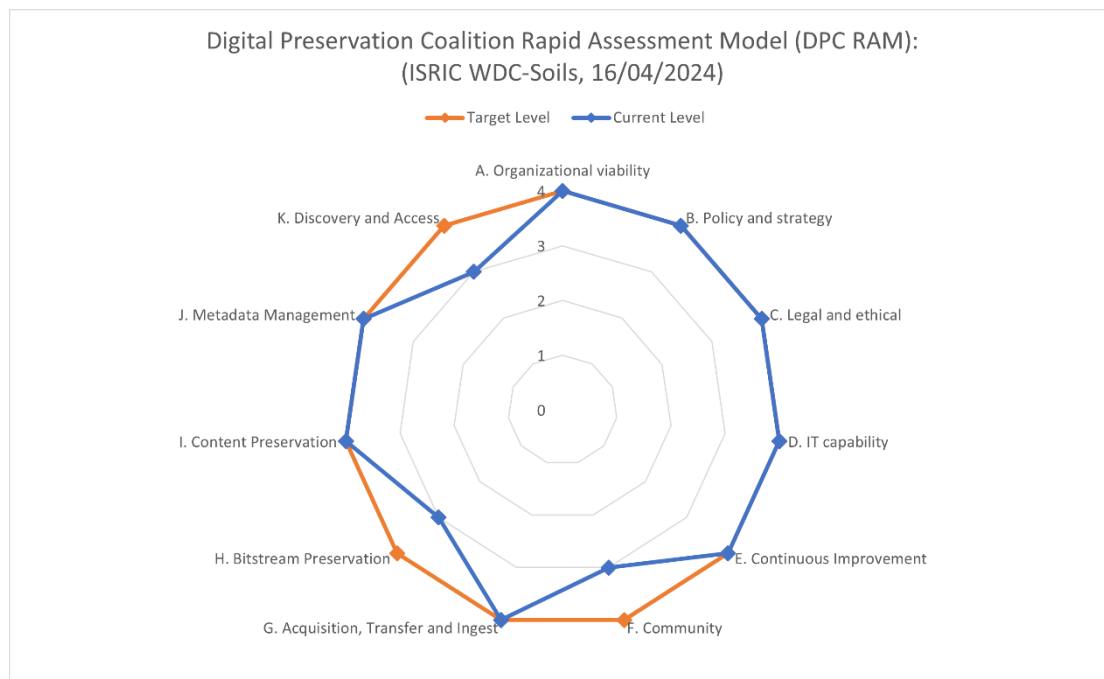 Digital Preservation Coalition Rapid Assessment Model (DPC RAM):
(ISRIC WDC-Soils, 16/04/2024)
Target Level
Current Level
A. Organizational viability
4
K. Discovery and Access
B. Policy and strategy
3
2
J. Metadata Management
C. Legal and ethical
1
0
I. Content Preservation
D. IT capability
H. Bitstream Preservation
E. Continuous Improvement
G. Acquisition, Transfer and Ingest
F. Community